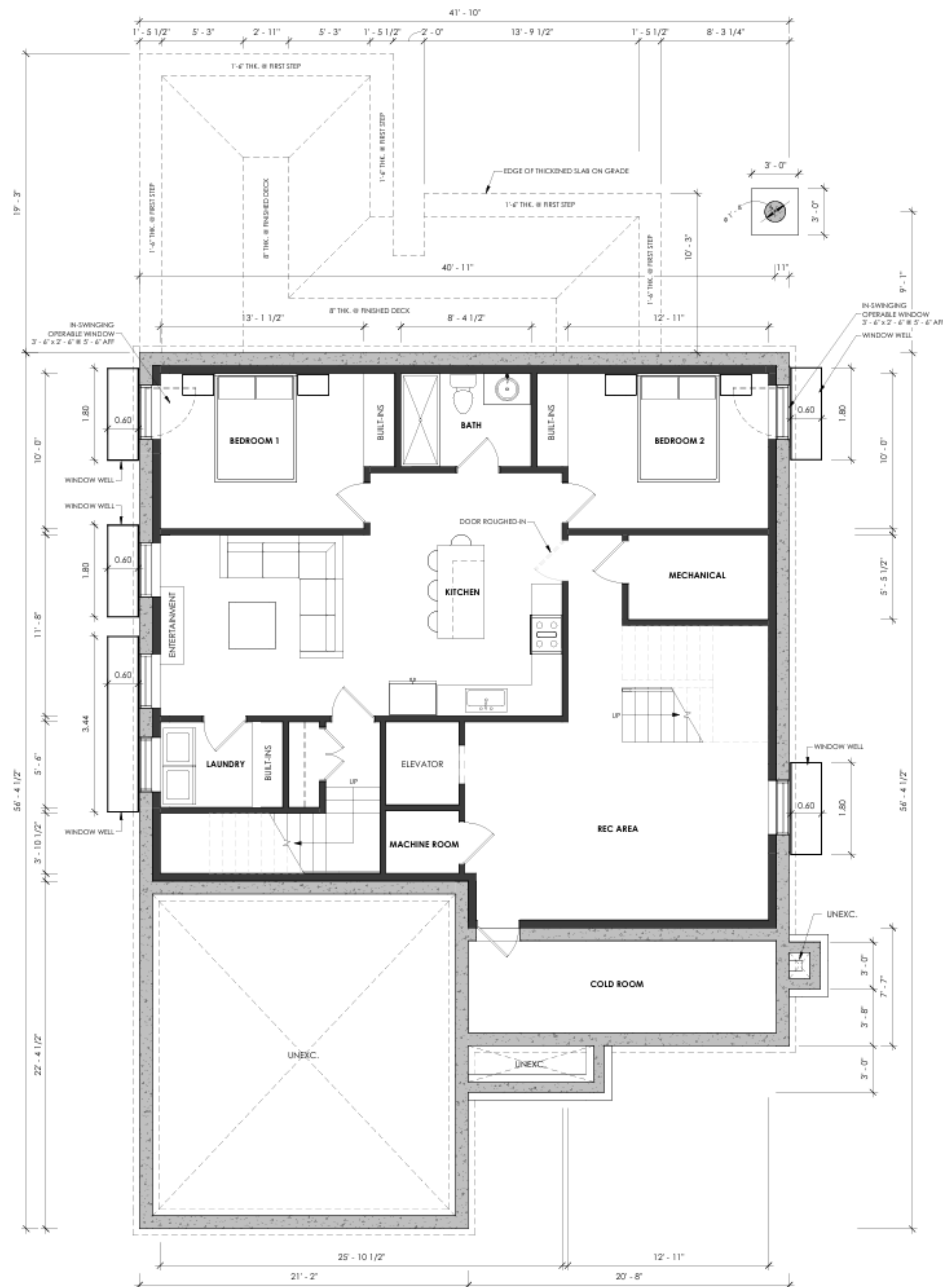 41' - 10"
1' - 5 1/2"
5' - 3"
2' - 11"
5' - 3"
1' - 5 1/2"
2' - 0"
13' - 9 1/2"
1' - 5 1/2"
8' - 3 1/4"
1'-6" THK. @ FIRST STEP
1'-6" THK. @ FIRST STEP
8" THK. @ FINISHED DECK
1'-6" THK. @ FIRST STEP
19' - 3"
EDGE OF THICKENED SLAB ON GRADE
1'-6" THK. @ FIRST STEP
1'-6" THK. @ FIRST STEP
3' - 0"
ø 1' - 4"
3' - 0"
10' - 3"
9' - 1"
40' - 11"
11"
8" THK. @ FINISHED DECK
13' - 1 1/2"
8' - 4 1/2"
12' - 11"
IN-SWINGING
OPERABLE WINDOW
3' - 6" x 2' - 6" @ 5' - 6" AFF
IN-SWINGING
OPERABLE WINDOW
3' - 6" x 2' - 6" @ 5' - 6" AFF
WINDOW WELL
1.80
0.60
10' - 0"
BEDROOM 1
BUILT-INS
BATH
BUILT-INS
BEDROOM 2
0.60
1.80
10' - 0"
WINDOW WELL
WINDOW WELL
DOOR ROUGHED-IN
1.80
0.60
11' - 8"
ENTERTAINMENT
KITCHEN
MECHANICAL
5' - 5 1/2"
0.60
3.44
UP
5' - 6"
LAUNDRY
BUILT-INS
UP
ELEVATOR
WINDOW WELL
0.60
1.80
56' - 4 1/2"
56' - 4 1/2"
WINDOW WELL
3' - 10 1/2"
MACHINE ROOM
REC AREA
UNEXC.
COLD ROOM
3' - 0"
7' - 7"
3' - 8"
3' - 0"
22' - 4 1/2"
UNEXC.
UNEXC.
25' - 10 1/2"
12' - 11"
21' - 2"
20' - 8"